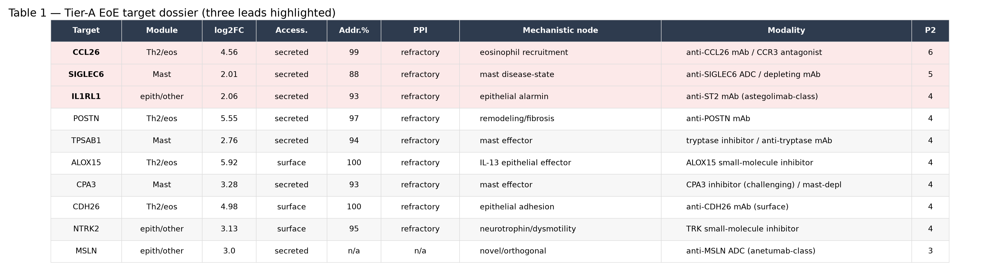 Table 1 — Tier-A EoE target dossier (three leads highlighted)
Target Module log2FC Access. Addr.% PPI Mechanistic node Modality P2
CCL26 Th2/eos 4.56 secreted 99 refractory eosinophil recruitment anti-CCL26 mAb / CCR3 antagonist 6
SIGLEC6 Mast 2.01 secreted 88 refractory mast disease-state anti-SIGLEC6 ADC / depleting mAb 5
IL1RL1 epith/other 2.06 secreted 93 refractory epithelial alarmin anti-ST2 mAb (astegolimab-class) 4
POSTN Th2/eos 5.55 secreted 97 refractory remodeling/fibrosis anti-POSTN mAb 4
TPSAB1 Mast 2.76 secreted 94 refractory mast effector tryptase inhibitor / anti-tryptase mAb 4
ALOX15 Th2/eos 5.92 surface 100 refractory IL-13 epithelial effector ALOX15 small-molecule inhibitor 4
CPA3 Mast 3.28 secreted 93 refractory mast effector CPA3 inhibitor (challenging) / mast-depl 4
CDH26 Th2/eos 4.98 surface 100 refractory epithelial adhesion anti-CDH26 mAb (surface) 4
NTRK2 epith/other 3.13 surface 95 refractory neurotrophin/dysmotility TRK small-molecule inhibitor 4
MSLN epith/other 3.0 secreted n/a n/a novel/orthogonal anti-MSLN ADC (anetumab-class) 3